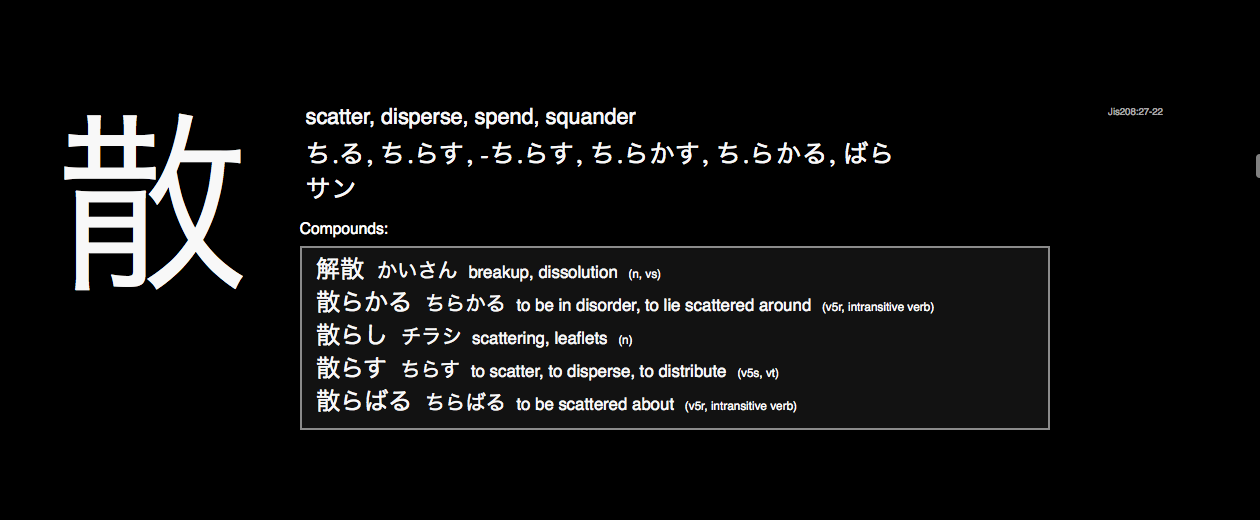 散
scatter, disperse, spend, squander
ち.る, ち.らす, -ち.らす, ち.らかす, ち.らかる, ばら
サン
Jis208:27-22
Compounds:
解散 かいさん breakup, dissolution (n, vs)
散らかる ちらかる to be in disorder, to lie scattered around (v5r, intransitive verb)
散らし チラシ scattering, leaflets (n)
散らす ちらす to scatter, to disperse, to distribute (v5s, vt)
散らばる ちらばる to be scattered about (v5r, intransitive verb)